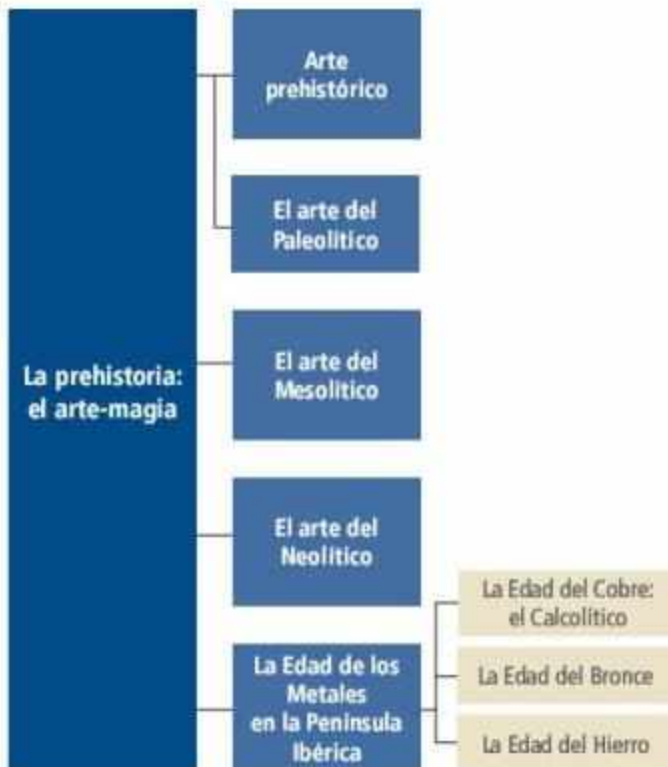 La prehistoria:
el arte-magia
Arte
prehistórico
El arte del
Paleolítico
El arte del
Mesolítico
El arte del
Neolítico
La Edad de los
Metales
en la Península
Ibérica
La Edad del Cobre:
el Calcolítico
La Edad del Bronce
La Edad del Hierro